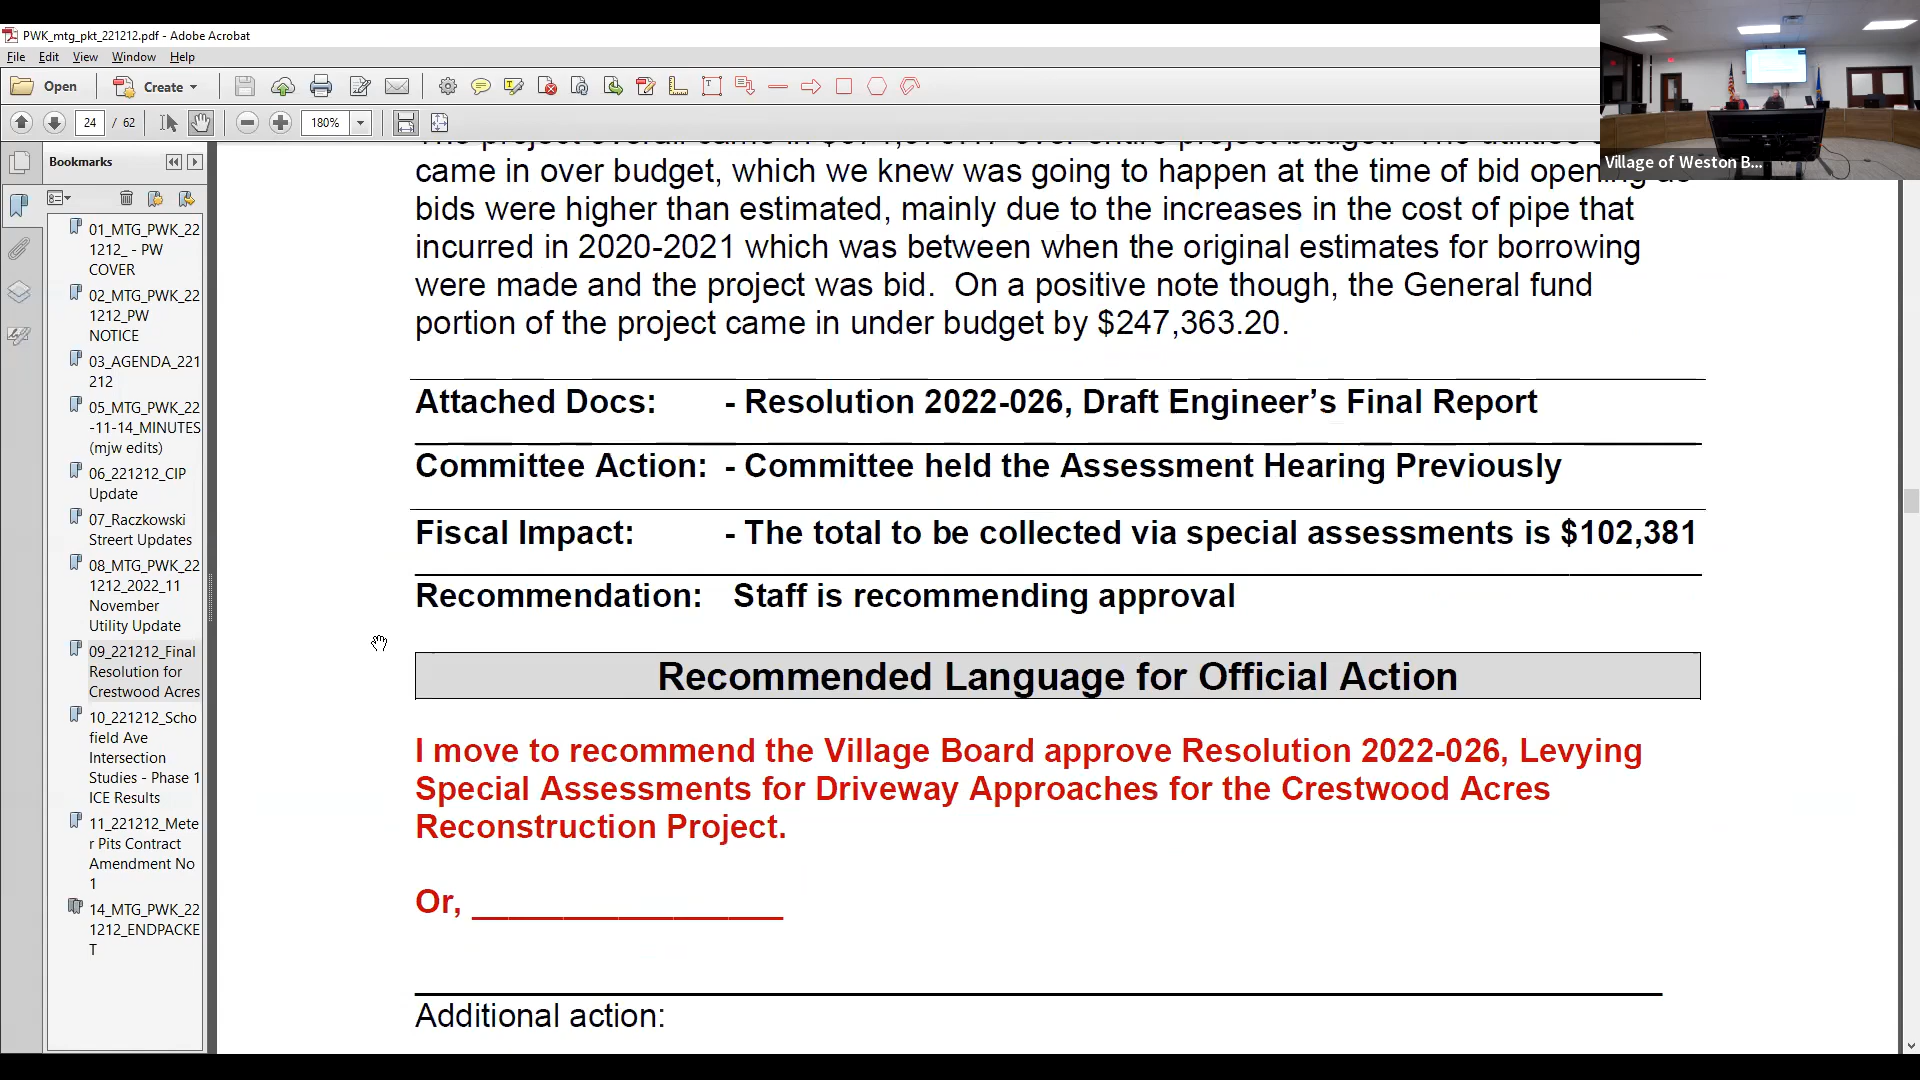 PWK_mtg_pkt_221212.pdf - Adobe Acrobat
File Edit View Window Help
Open Create
24 / 62 180%
Village of Weston B...
Bookmarks
01_MTG_PWK_22
1212_ - PW
COVER
02_MTG_PWK_22
1212_PW
NOTICE
03_AGENDA_221
212
05_MTG_PWK_22
-11-14_MINUTES
(mjw edits)
06_221212_CIP
Update
07_Raczkowski
Streert Updates
08_MTG_PWK_22
1212_2022_11
November
Utility Update
09_221212_Final
Resolution for
Crestwood Acres
10_221212_Scho
field Ave
Intersection
Studies - Phase 1
ICE Results
11_221212_Mete
r Pits Contract
Amendment No
1
14_MTG_PWK_22
1212_ENDPACKE
T
came in over budget, which we knew was going to happen at the time of bid opening
bids were higher than estimated, mainly due to the increases in the cost of pipe that
incurred in 2020-2021 which was between when the original estimates for borrowing
were made and the project was bid. On a positive note though, the General fund
portion of the project came in under budget by $247,363.20.
Attached Docs: - Resolution 2022-026, Draft Engineer’s Final Report
Committee Action: - Committee held the Assessment Hearing Previously
Fiscal Impact: - The total to be collected via special assessments is $102,381
Recommendation: Staff is recommending approval
Recommended Language for Official Action
I move to recommend the Village Board approve Resolution 2022-026, Levying
Special Assessments for Driveway Approaches for the Crestwood Acres
Reconstruction Project.
Or, _________________
Additional action: